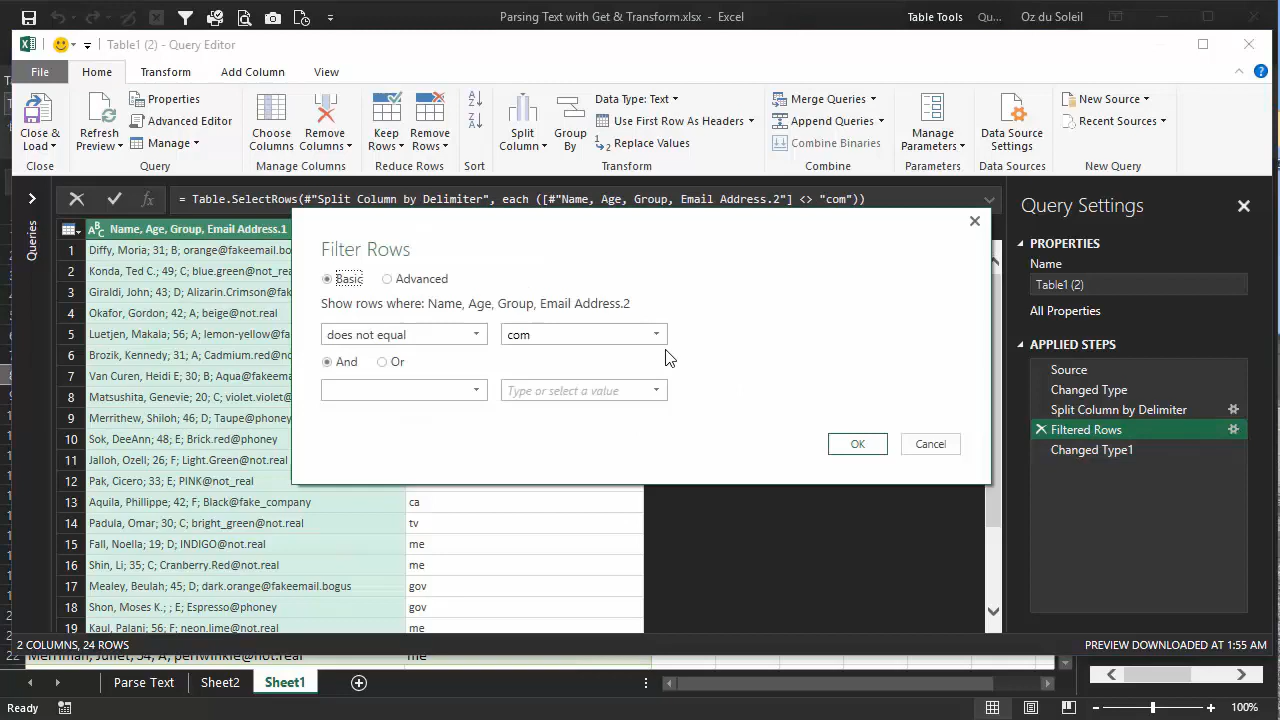 Parsing Text with Get & Transform.xlsx - Excel
Table Tools
Qu...
Oz du Soleil
Table1 (2) - Query Editor
File
Home
Transform
Add Column
View
Close & Load
Refresh Preview
Properties
Advanced Editor
Manage
Choose Columns
Remove Columns
Keep Rows
Remove Rows
Split Column
Group By
Data Type: Text
Use First Row As Headers
Replace Values
Merge Queries
Append Queries
Combine Binaries
Manage Parameters
Data Source Settings
New Source
Recent Sources
Close
Query
Manage Columns
Reduce Rows
Sort
Transform
Combine
Parameters
Data Sources
New Query
fx
= Table.SelectRows(#"Split Column by Delimiter", each ([#"Name, Age, Group, Email Address.2"] <> "com"))
Queries
Name, Age, Group, Email Address.1
1 Diffy, Moria; 31; B; orange@fakeemail.bo
2 Konda, Ted C.; 49; C; blue.green@not_rea
3 Giraldi, John; 43; D; Alizarin.Crimson@fa
4 Okafor, Gordon; 42; A; beige@not.real
5 Luetjen, Makala; 56; A; lemon-yellow@fa
6 Brozik, Kennedy; 31; A; Cadmium.red@no
7 Van Curen, Heidi E; 30; B; Aqua@fakeema
8 Matsushita, Genevie; 20; C; violet.violet@
9 Merrithew, Shiloh; 46; D; Taupe@phoney
10 Sok, DeeAnn; 48; E; Brick.red@phoney
11 Jalloh, Ozell; 26; F; Light.Green@not.real
12 Pak, Cicero; 33; E; PINK@not_real
13 Aquila, Phillippe; 42; F; Black@fake_company ca
14 Padula, Omar; 30; C; bright_green@not.real tv
15 Fall, Noella; 19; D; INDIGO@not.real me
16 Shin, Li; 35; C; Cranberry.Red@not.real me
17 Mealey, Beulah; 45; D; dark.orange@fakeemail.bogus gov
18 Shon, Moses K.; ; E; Espresso@phoney gov
19 Kaul, Palani; 56; F; neon.lime@not.real me
Filter Rows
Basic
Advanced
Show rows where: Name, Age, Group, Email Address.2
does not equal
com
And
Or
Type or select a value
OK
Cancel
Query Settings
PROPERTIES
Name
Table1 (2)
All Properties
APPLIED STEPS
Source
Changed Type
Split Column by Delimiter
Filtered Rows
Changed Type1
2 COLUMNS, 24 ROWS
PREVIEW DOWNLOADED AT 1:55 AM
22 Merriman, Juliet; 34; A; periwinkle@not.real me
Parse Text
Sheet2
Sheet1
Ready
100%